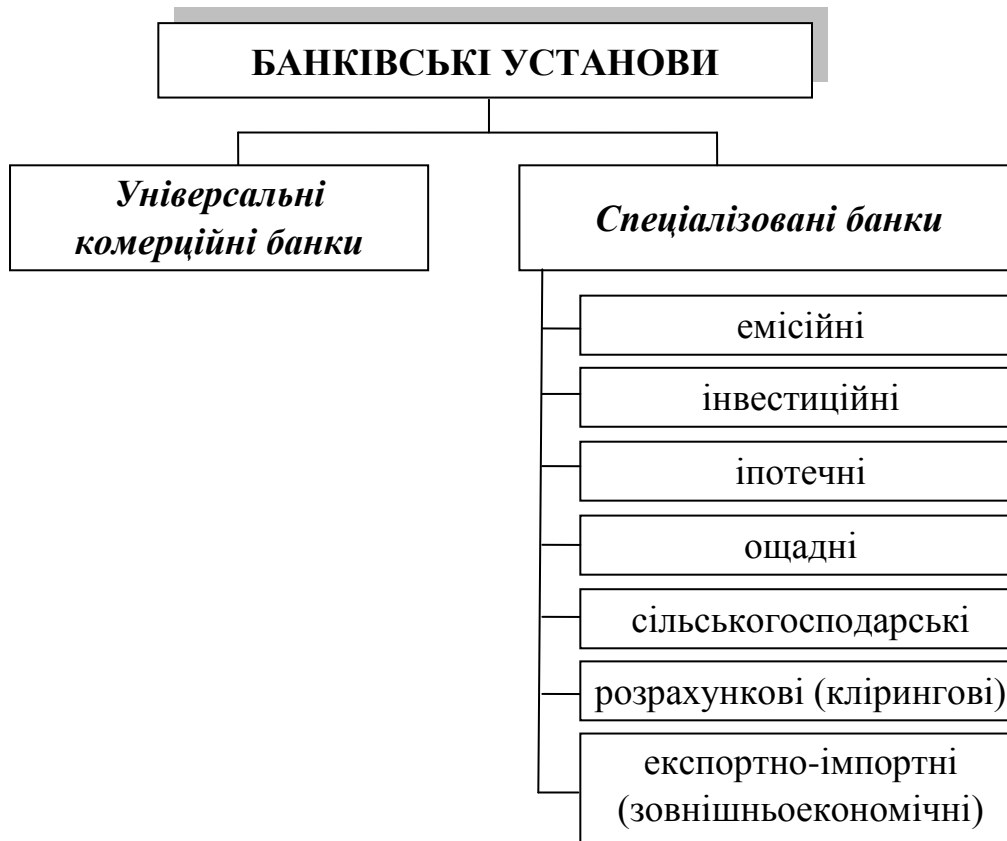 БАНКІВСЬКІ УСТАНОВИ
Універсальні
комерційні банки
Спеціалізовані банки
емісійні
інвестиційні
іпотечні
ощадні
сільськогосподарські
розрахункові (клірингові)
експортно-імпортні
(зовнішньоекономічні)